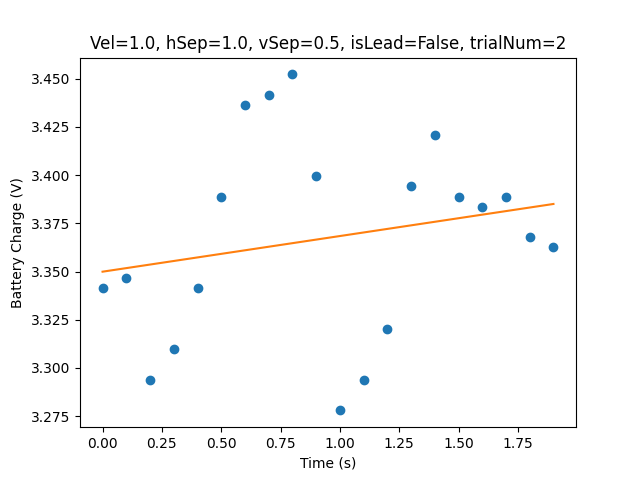 Vel=1.0, hSep=1.0, vSep=0.5, isLead=False, trialNum=2
3.450
3.425
3.400
3.375
3.350
3.325
3.300
3.275
Battery Charge (V)
0.00 0.25 0.50 0.75 1.00 1.25 1.50 1.75
Time (s)